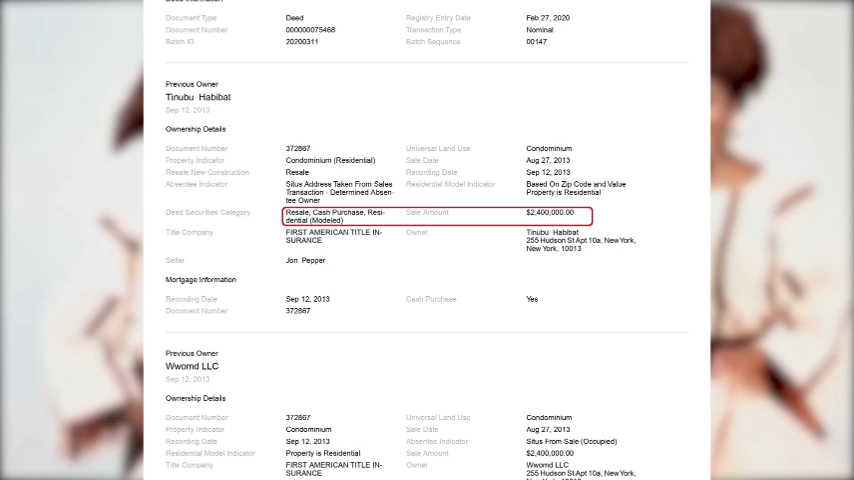 Document Type Deed Registry Entry Date Feb 27, 2020
Document Number 000000075468 Transaction Type Nominal
Batch ID 20200311 Batch Sequence 00147
Previous Owner
Tinubu Habibat
Sep 12, 2013
Ownership Details
Document Number 372867 Universal Land Use Condominium
Property Indicator Condominium (Residential) Sale Date Aug 27, 2013
Resale New Construction Resale Recording Date Sep 12, 2013
Absentee Indicator Situs Address Taken From Sales Residential Model Indicator Based On Zip Code and Value
Transaction - Determined Absen- Property is Residential
tee Owner
Deed Securities Category Resale, Cash Purchase, Resi- Sale Amount $2,400,000.00
dential (Modeled)
Title Company FIRST AMERICAN TITLE IN- Owner Tinubu Habibat
SURANCE 255 Hudson St Apt 10a, New York,
New York, 10013
Seller Jon Pepper
Mortgage Information
Recording Date Sep 12, 2013 Cash Purchase Yes
Document Number 372867
Previous Owner
Wwomd LLC
Sep 12, 2013
Ownership Details
Document Number 372867 Universal Land Use Condominium
Property Indicator Condominium Sale Date Aug 27, 2013
Recording Date Sep 12, 2013 Absentee Indicator Situs From Sale (Occupied)
Residential Model Indicator Property is Residential Sale Amount $2,400,000.00
Title Company FIRST AMERICAN TITLE IN- Owner Wwomd LLC
SURANCE 255 Hudson St Apt 10a, New York,